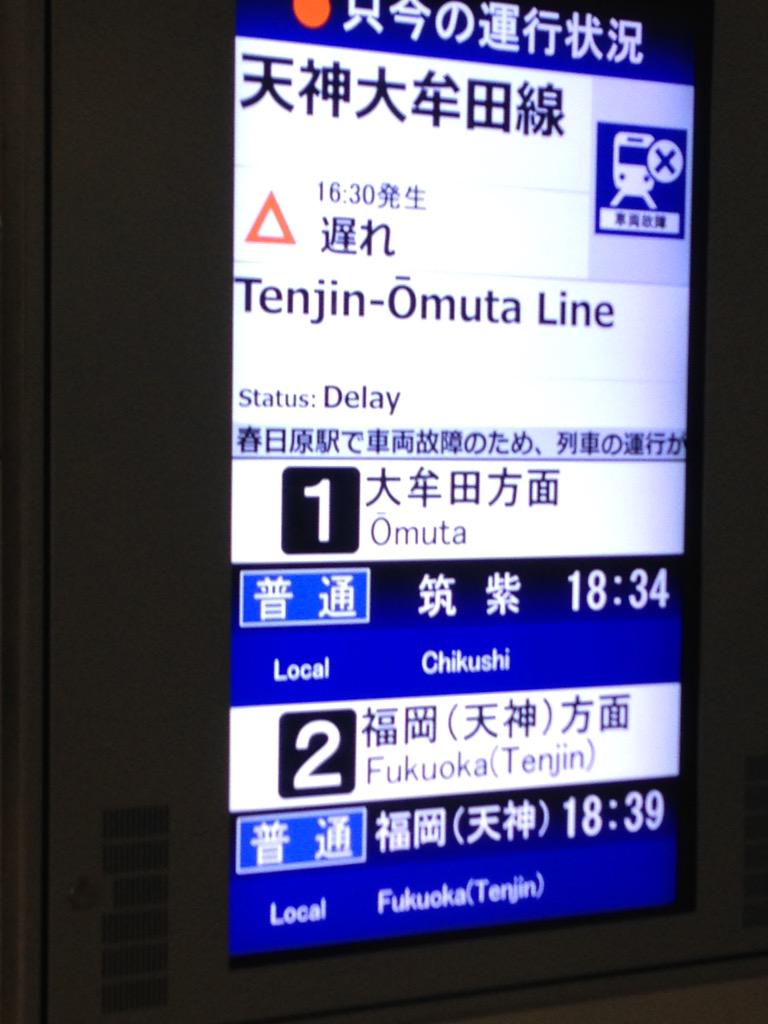 只今の運行状況
天神大牟田線
16:30発生
遅れ
車両故障
Tenjin-Ōmuta Line
Status: Delay
春日原駅で車両故障のため、列車の運行が
1 大牟田方面
Ōmuta
普通 筑紫 18:34
Local Chikushi
2 福岡(天神)方面
Fukuoka(Tenjin)
普通 福岡(天神) 18:39
Local Fukuoka(Tenjin)